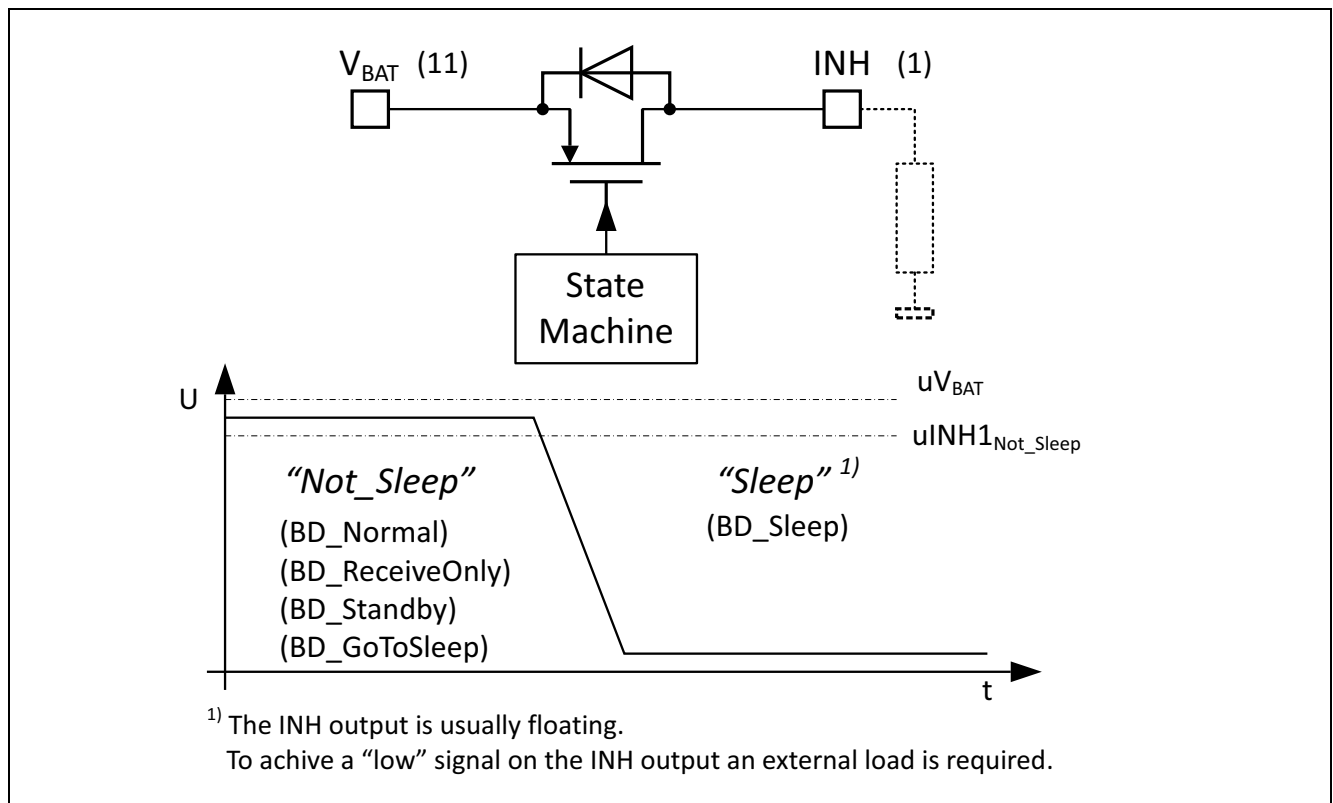 V_BAT (11)
INH (1)
State
Machine
U
uV_BAT
uINH1_Not_Sleep
“Not_Sleep”
“Sleep” 1)
(BD_Normal)
(BD_Sleep)
(BD_ReceiveOnly)
(BD_Standby)
(BD_GoToSleep)
t
1) The INH output is usually floating.
To achive a “low” signal on the INH output an external load is required.